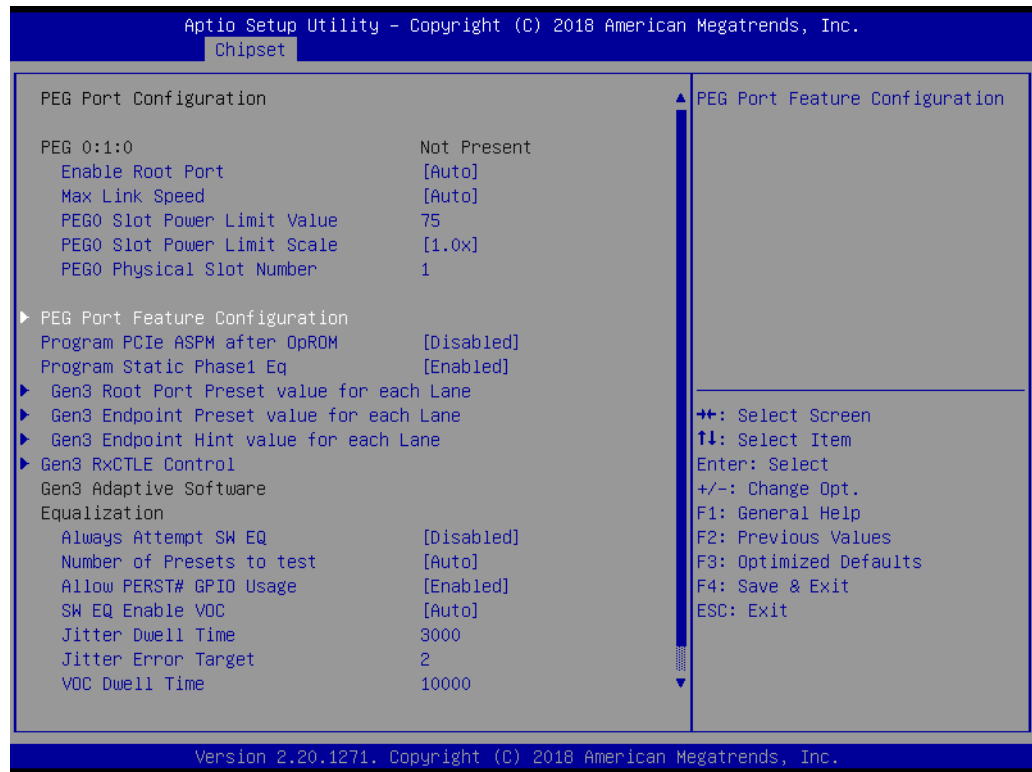 Aptio Setup Utility – Copyright (C) 2018 American Megatrends, Inc.
Chipset
PEG Port Configuration
PEG 0:1:0 Not Present
Enable Root Port [Auto]
Max Link Speed [Auto]
PEG0 Slot Power Limit Value 75
PEG0 Slot Power Limit Scale [1.0x]
PEG0 Physical Slot Number 1
PEG Port Feature Configuration
Program PCIe ASPM after OpROM [Disabled]
Program Static Phase1 Eq [Enabled]
Gen3 Root Port Preset value for each Lane
Gen3 Endpoint Preset value for each Lane
Gen3 Endpoint Hint value for each Lane
Gen3 RxCTLE Control
Gen3 Adaptive Software
Equalization
Always Attempt SW EQ [Disabled]
Number of Presets to test [Auto]
Allow PERST# GPIO Usage [Enabled]
SW EQ Enable VOC [Auto]
Jitter Dwell Time 3000
Jitter Error Target 2
VOC Dwell Time 10000
PEG Port Feature Configuration
→←: Select Screen
↑↓: Select Item
Enter: Select
+/-: Change Opt.
F1: General Help
F2: Previous Values
F3: Optimized Defaults
F4: Save & Exit
ESC: Exit
Version 2.20.1271. Copyright (C) 2018 American Megatrends, Inc.